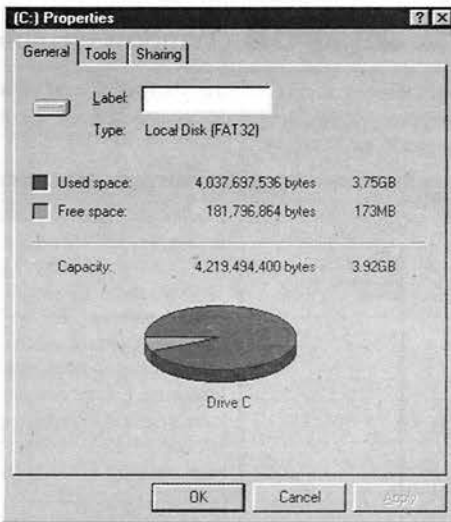 (C:) Properties ? X
General Tools Sharing
Label:
Type: Local Disk (FAT32)
Used space: 4,037,697,536 bytes 3.75GB
Free space: 181,796,864 bytes 173MB
Capacity: 4,219,494,400 bytes 3.92GB
Drive C
OK Cancel Apply